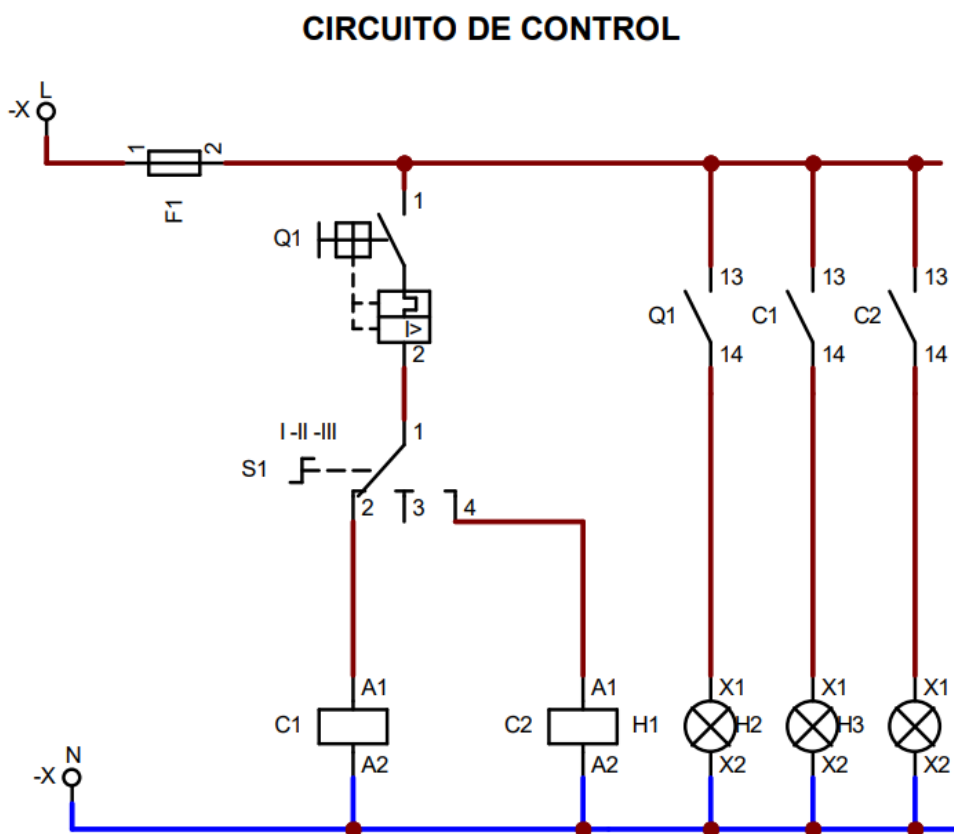 CIRCUITO DE CONTROL
L
-X
1
2
F1
1
Q1
I>
2
13
13
13
Q1
C1
C2
14
14
14
I -II -III
1
S1
2
3
4
A1
A1
X1
X1
X1
C1
C2
H1
H2
H3
A2
A2
X2
X2
X2
N
-X